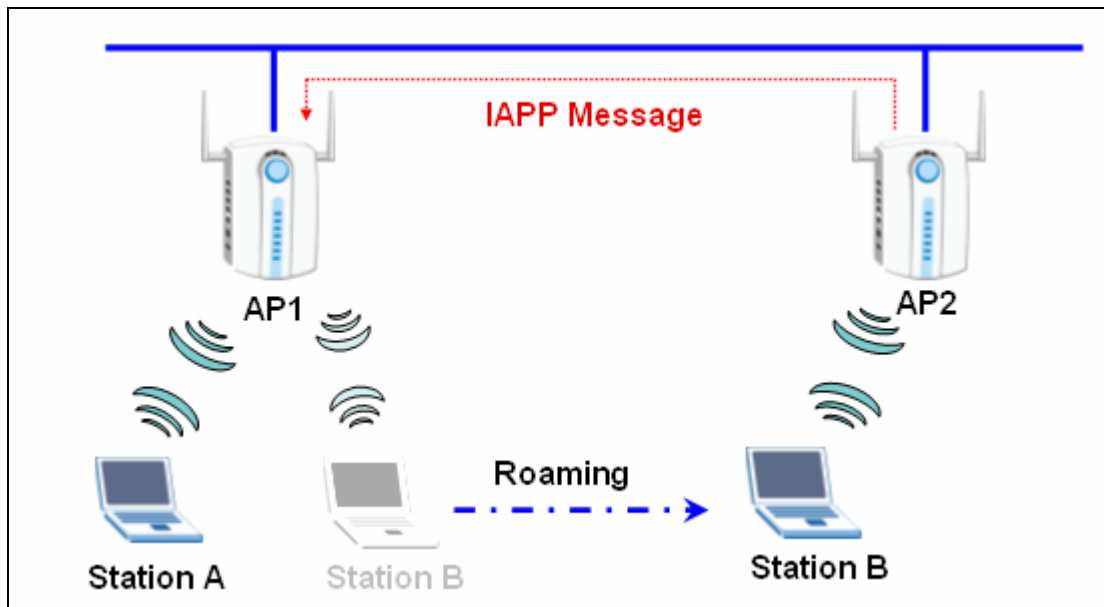 IAPP Message
AP1
AP2
Roaming
Station A
Station B
Station B